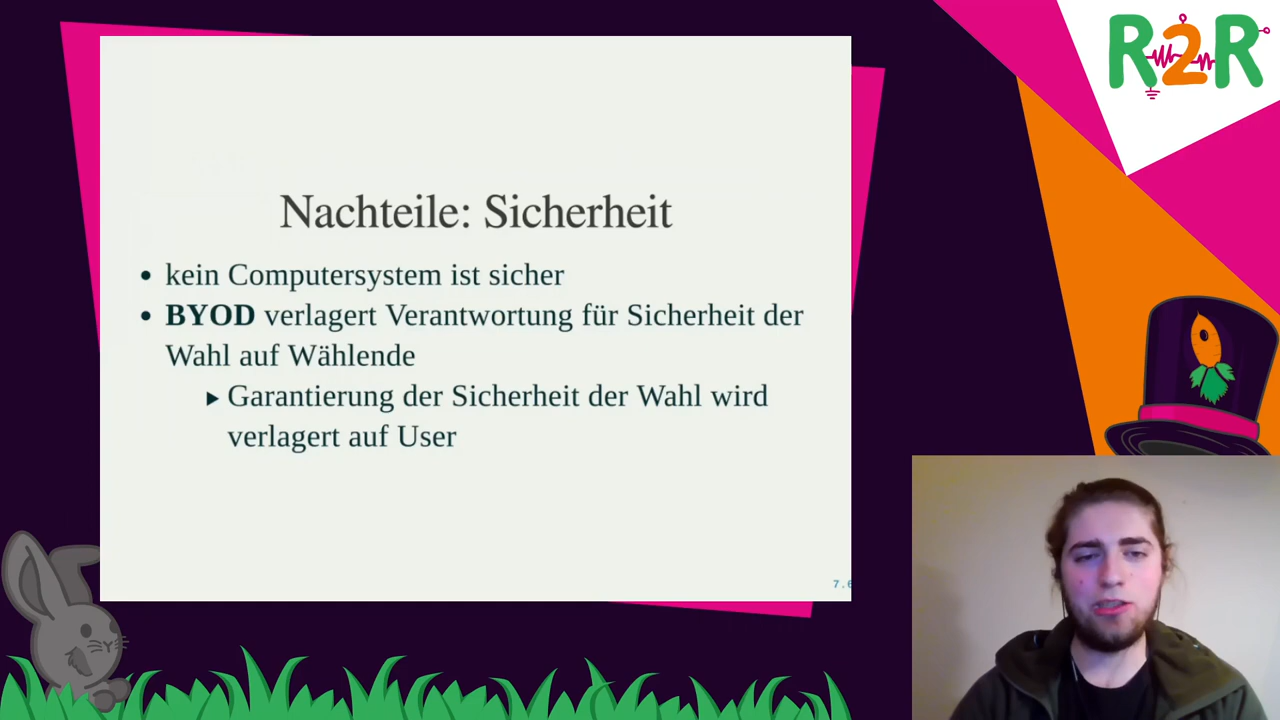 R2R
Nachteile: Sicherheit
• kein Computersystem ist sicher
• BYOD verlagert Verantwortung für Sicherheit der
Wahl auf Wählende
▸ Garantierung der Sicherheit der Wahl wird
verlagert auf User